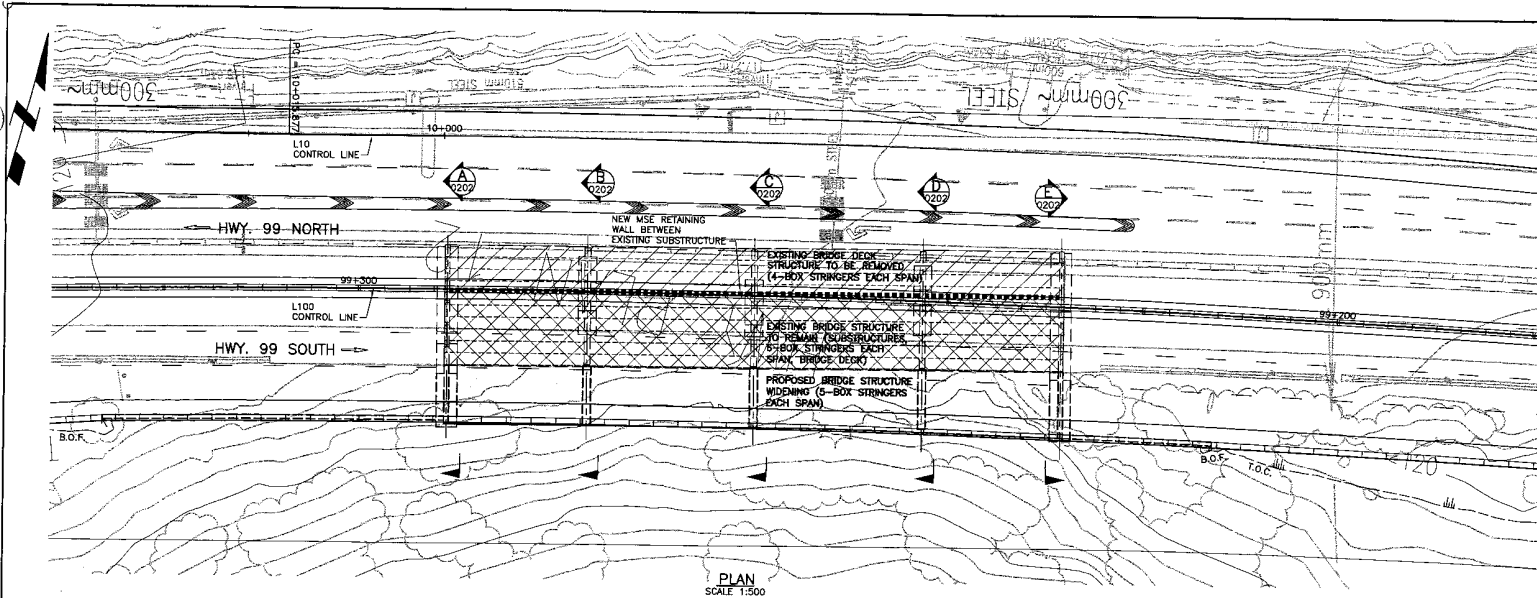 300mm~
510mm STEEL
STEEL ~ 300mm
10+000
L10
CONTROL LINE
A
0202
B
0202
C
0202
D
0202
E
0202
NEW MSE RETAINING
WALL BETWEEN
EXISTING SUBSTRUCTURE
HWY. 99 NORTH
EXISTING BRIDGE DECK
STRUCTURE TO BE REMOVED
(4-BOX STRINGERS EACH SPAN)
99+300
L100
CONTROL LINE
900mm
99+200
HWY. 99 SOUTH
EXISTING BRIDGE STRUCTURE
TO REMAIN (SUBSTRUCTURES,
BOX STRINGERS EACH
SPAN, BRIDGE DECK)
PROPOSED BRIDGE STRUCTURE
WIDENING (5-BOX STRINGERS
EACH SPAN)
B.O.F.
B.O.F.
T.O.C.
120
PLAN
SCALE 1:500